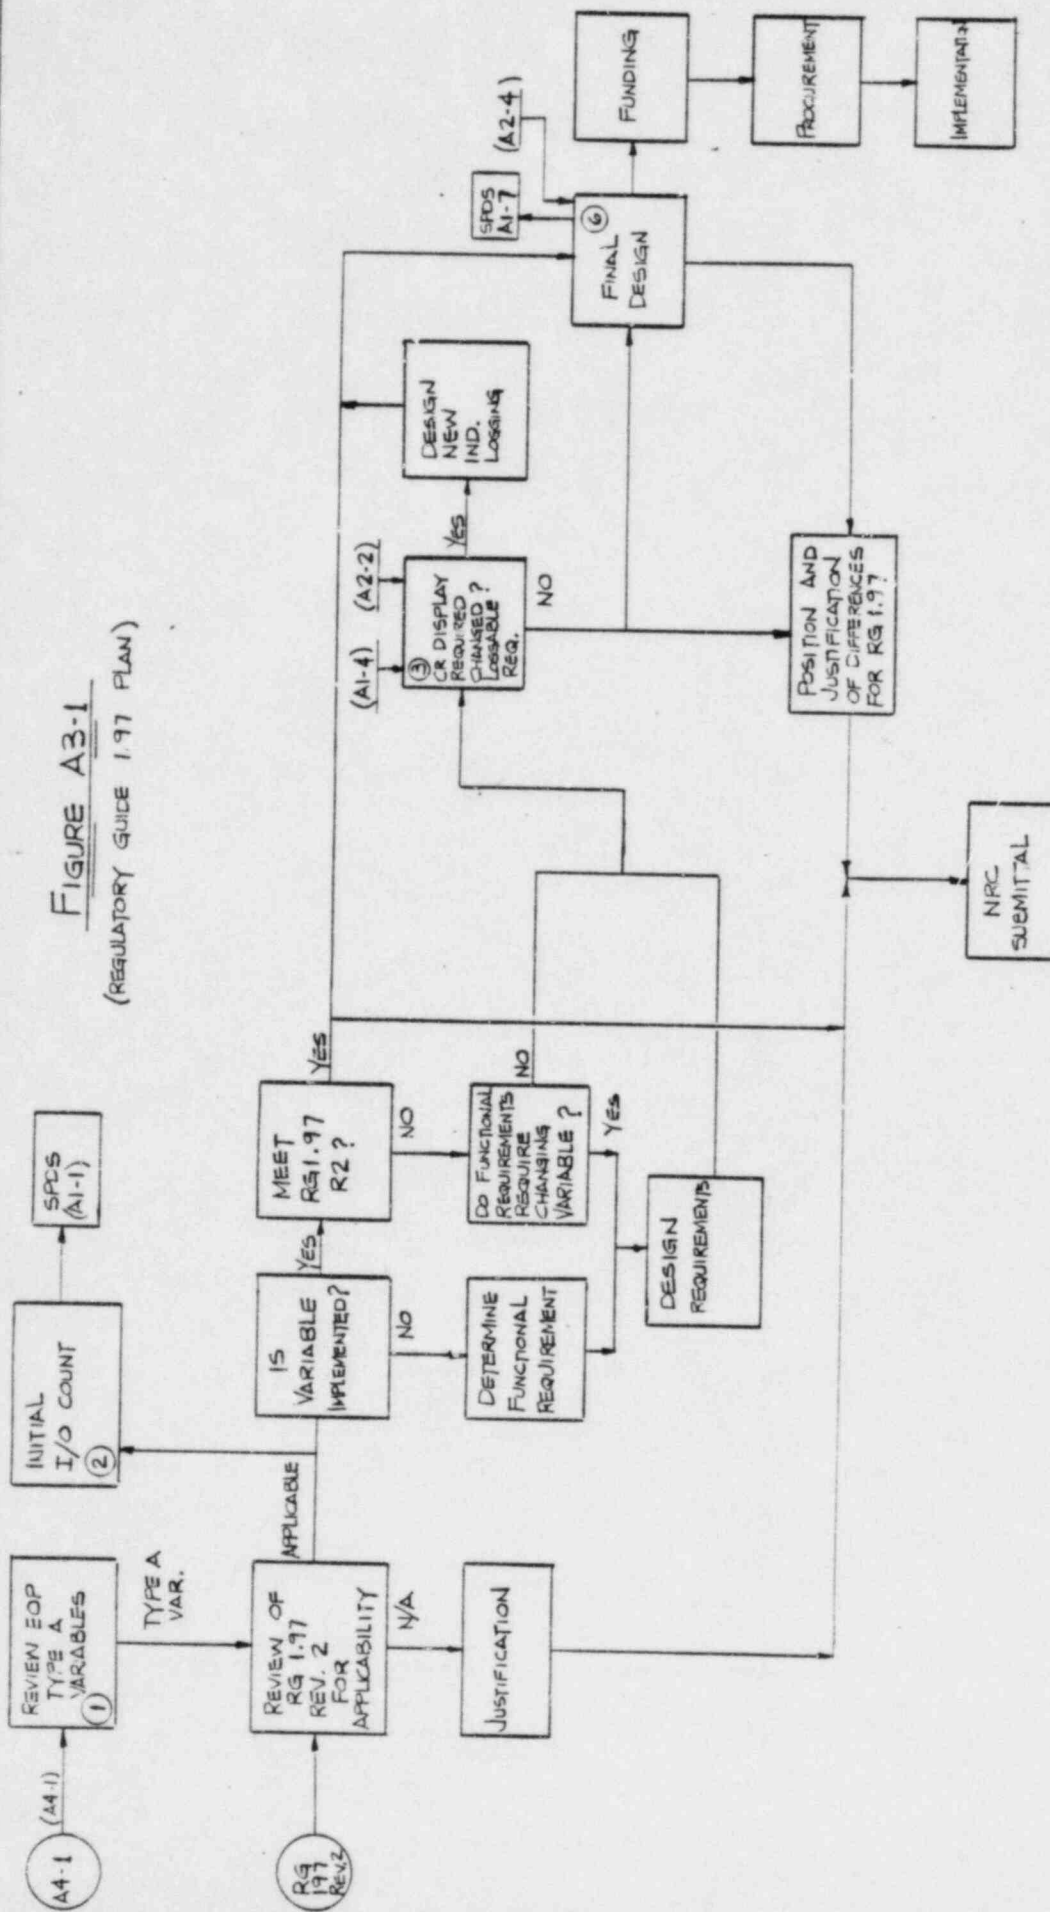 FIGURE A3-1
(REGULATORY GUIDE 1.97 PLAN)
A4-1
(A4-1)
REVIEW EOP
TYPE A
VARIABLES
1
TYPE A
VAR.
INITIAL
I/O COUNT
2
SPDS
(A1-1)
RG
197
REV.2
REVIEW OF
RG 1.97
REV. 2
FOR
APPLICABILITY
APPLICABLE
N/A
JUSTIFICATION
IS
VARIABLE
IMPLEMENTED?
YES
NO
DETERMINE
FUNCTIONAL
REQUIREMENT
MEET
RG1.97
R2?
YES
NO
DO FUNCTIONAL
REQUIREMENTS
REQUIRE
CHANGING
VARIABLE?
NO
YES
DESIGN
REQUIREMENTS
(A1-4)
(A2-2)
3
CR DISPLAY
REQUIRED
CHANGED?
REQ.
YES
NO
DESIGN
NEW
IND.
LOGGING
SPDS
A1-7
(A2-4)
FINAL
DESIGN
6
FUNDING
PROCUREMENT
IMPLEMENTATION
POSITION AND
JUSTIFICATION
OF DIFFERENCES
FOR RG 1.97
NRC
SUBMITTAL